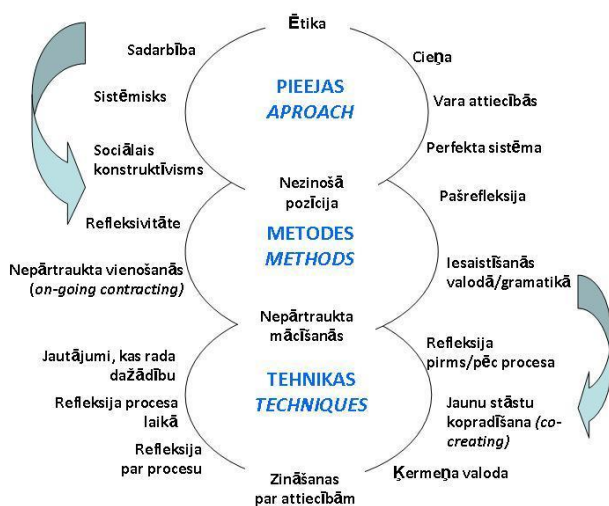 Ētika
Sadarbība
Cieņa
PIEEJAS
APROACH
Sistēmisks
Vara attiecībās
Sociālais
konstruktīvisms
Perfekta sistēma
Nezinošā
pozīcija
Pašrefleksija
Refleksivitāte
METODES
METHODS
Nepārtraukta vienošanās
(on-going contracting)
Iesaistīšanās
valodā/gramatikā
Nepārtraukta
mācīšanās
Jautājumi, kas rada
dažādību
Refleksija
pirms/pēc procesa
TEHNIKAS
TECHNIQUES
Refleksija procesa
laikā
Jaunu stāstu
kopradīšana (co-
creating)
Refleksija
par procesu
Zināšanas
par attiecībām
Ķermeņa valoda